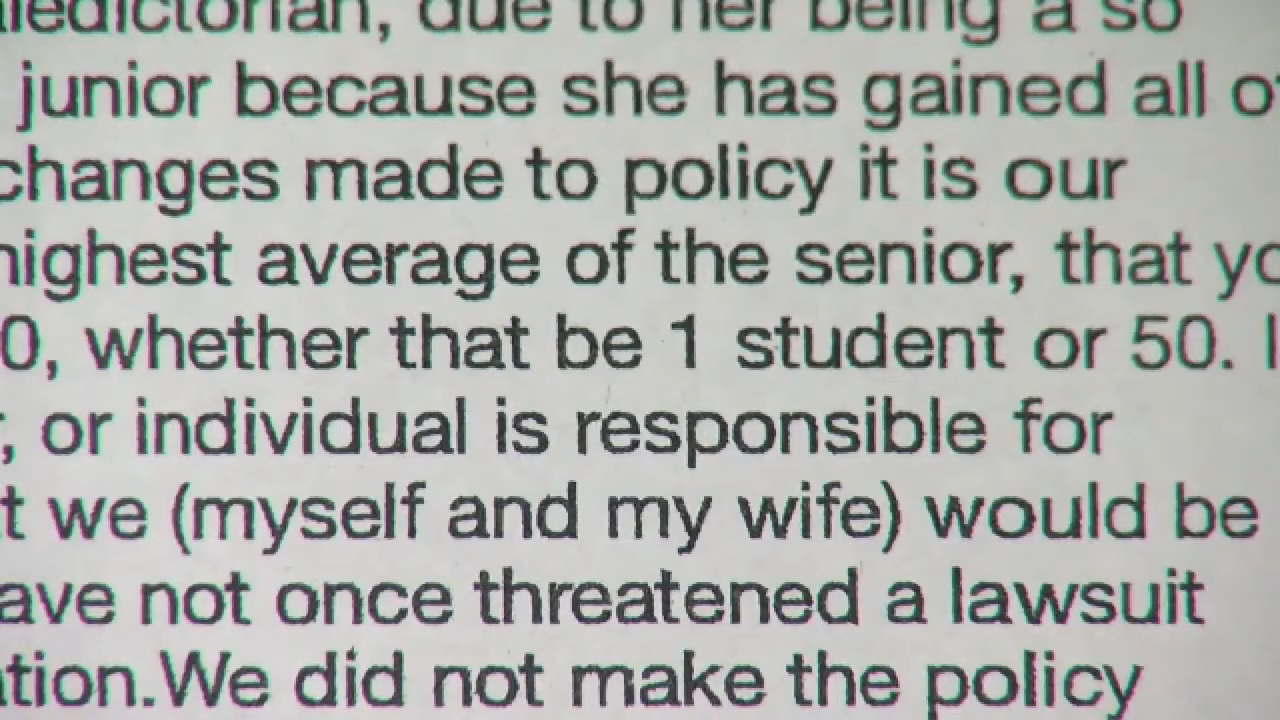 ledictorian, due to her being a so
junior because she has gained all o
changes made to policy it is our
highest average of the senior, that yo
0, whether that be 1 student or 50. I
, or individual is responsible for
t we (myself and my wife) would be
ave not once threatened a lawsuit
ation.We did not make the policy